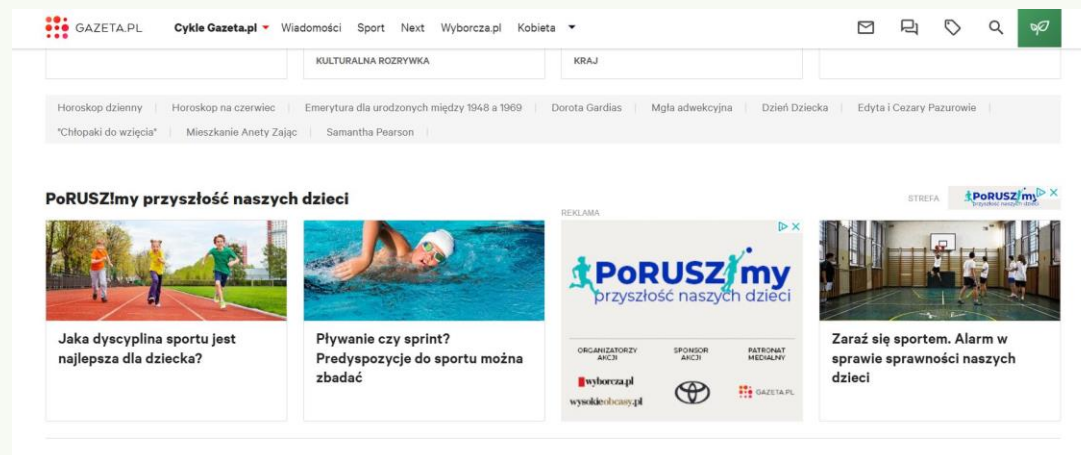 GAZETA.PL Cykle Gazeta.pl Wiadomości Sport Next Wyborcza.pl Kobieta
KULTURALNA ROZRYWKA KRAJ
Horoskop dzienny | Horoskop na czerwiec | Emerytura dla urodzonych między 1948 a 1969 | Dorota Gardias | Mgła adwekcyjna | Dzień Dziecka | Edyta i Cezary Pazurowie |
"Chłopaki do wzięcia" | Mieszkanie Anety Zając | Samantha Pearson |
PoRUSZ!my przyszłość naszych dzieci
STREFA PoRUSZ!my
przyszłość naszych dzieci
Jaka dyscyplina sportu jest
najlepsza dla dziecka?
Pływanie czy sprint?
Predyspozycje do sportu można
zbadać
REKLAMA
PoRUSZ!my
przyszłość naszych dzieci
ORGANIZATORZY AKCJI
SPONSOR AKCJI
PATRONAT MEDIALNY
wyborcza.pl
wysokieobcasy.pl
GAZETA.PL
Zaraź się sportem. Alarm w
sprawie sprawności naszych
dzieci